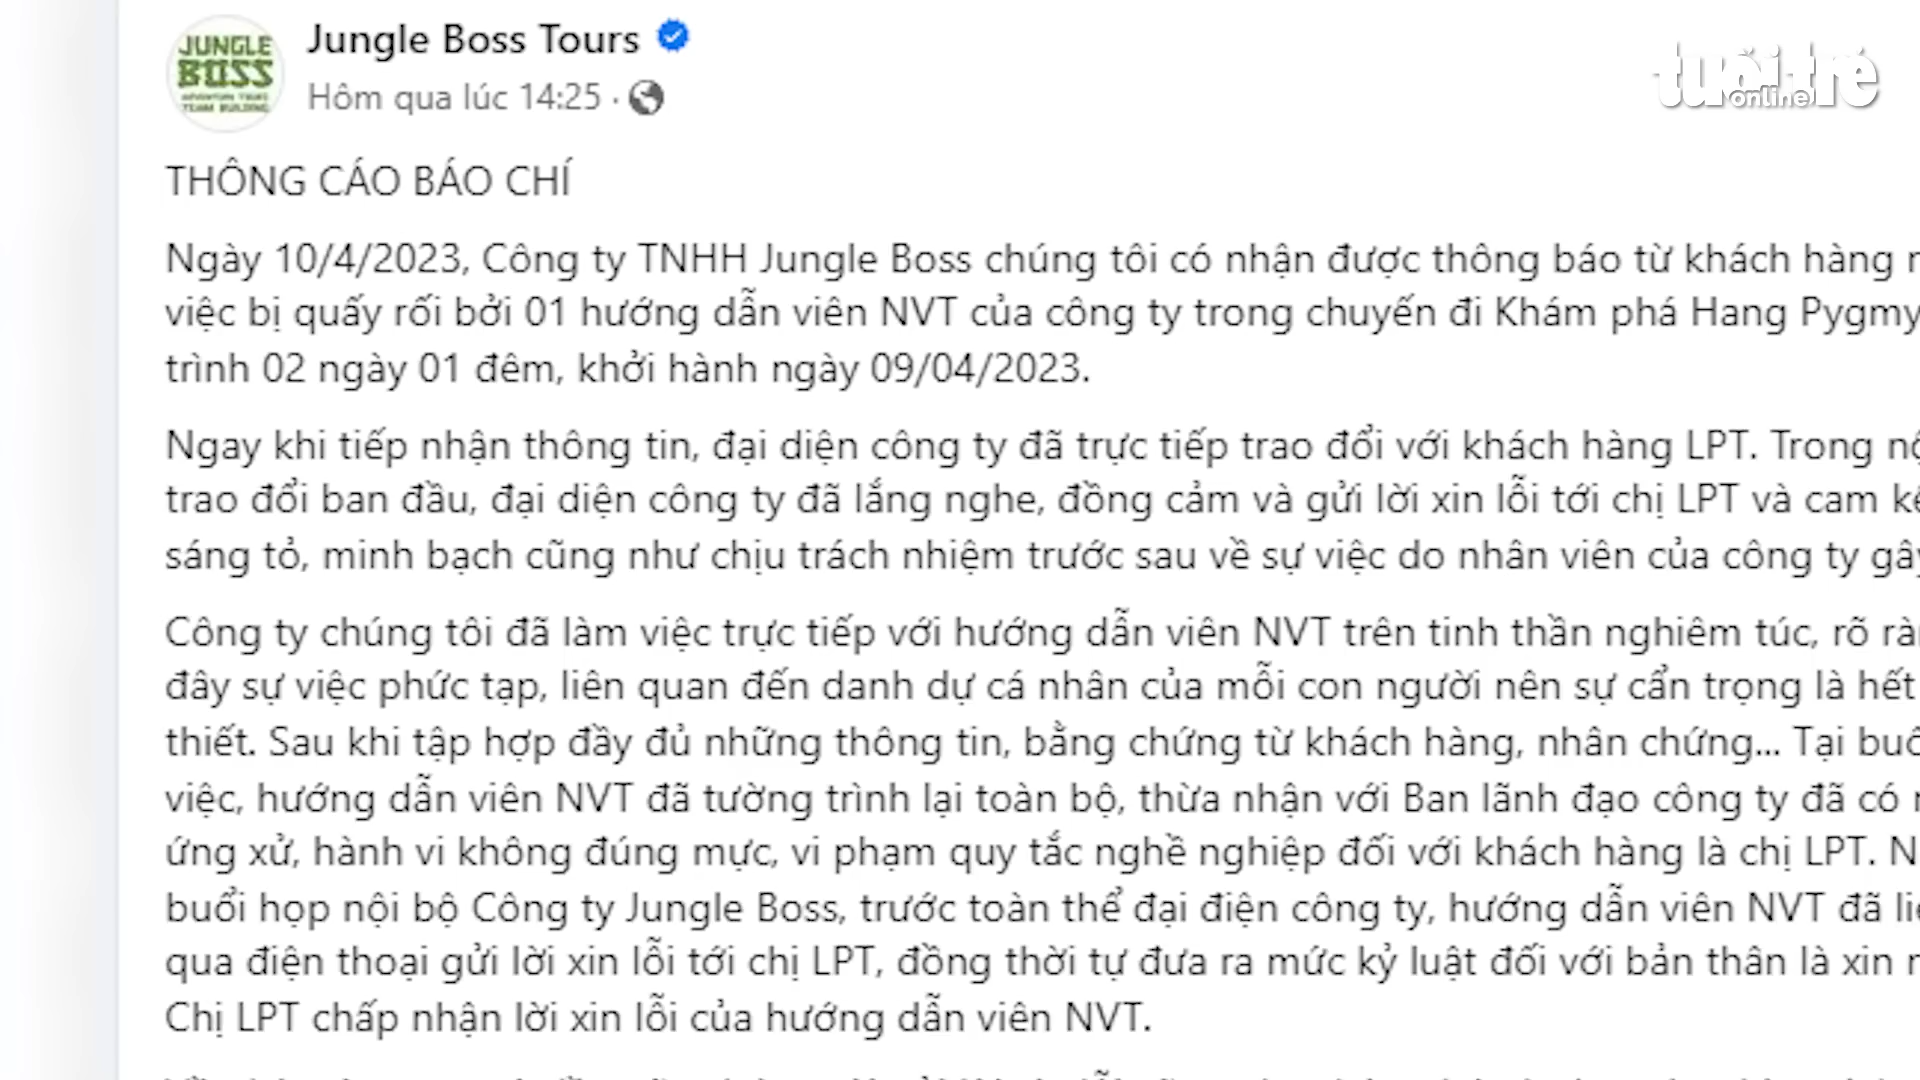 JUNGLE
BOSS
ADVENTURE TOURS
TEAM BUILDING
Jungle Boss Tours
Hôm qua lúc 14:25 ·
tuổi trẻ
online
THÔNG CÁO BÁO CHÍ
Ngày 10/4/2023, Công ty TNHH Jungle Boss chúng tôi có nhận được thông báo từ khách hàng
việc bị quấy rối bởi 01 hướng dẫn viên NVT của công ty trong chuyến đi Khám phá Hang Pygmy
trình 02 ngày 01 đêm, khởi hành ngày 09/04/2023.
Ngay khi tiếp nhận thông tin, đại diện công ty đã trực tiếp trao đổi với khách hàng LPT. Trong
trao đổi ban đầu, đại diện công ty đã lắng nghe, đồng cảm và gửi lời xin lỗi tới chị LPT và cam
sáng tỏ, minh bạch cũng như chịu trách nhiệm trước sau về sự việc do nhân viên của công ty
Công ty chúng tôi đã làm việc trực tiếp với hướng dẫn viên NVT trên tinh thần nghiêm túc, rõ
đây sự việc phức tạp, liên quan đến danh dự cá nhân của mỗi con người nên sự cẩn trọng là hết
thiết. Sau khi tập hợp đầy đủ những thông tin, bằng chứng từ khách hàng, nhân chứng... Tại
việc, hướng dẫn viên NVT đã tường trình lại toàn bộ, thừa nhận với Ban lãnh đạo công ty đã có
ứng xử, hành vi không đúng mực, vi phạm quy tắc nghề nghiệp đối với khách hàng là chị LPT.
buổi họp nội bộ Công ty Jungle Boss, trước toàn thể đại điện công ty, hướng dẫn viên NVT đã
qua điện thoại gửi lời xin lỗi tới chị LPT, đồng thời tự đưa ra mức kỷ luật đối với bản thân là xin
Chị LPT chấp nhận lời xin lỗi của hướng dẫn viên NVT.